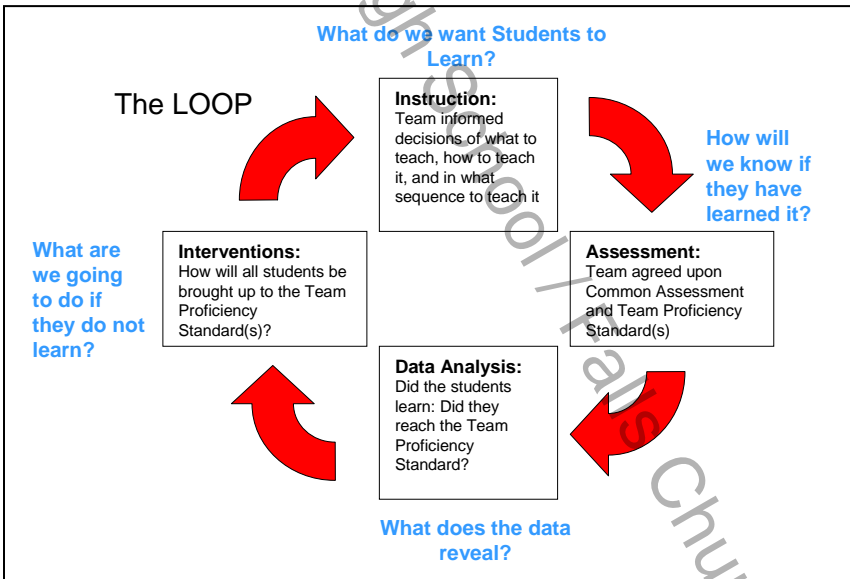 What do we want Students to
Learn?
The LOOP
Instruction:
Team informed
decisions of what to
teach, how to teach
it, and in what
sequence to teach it
How will
we know if
they have
learned it?
What are
we going
to do if
they do not
learn?
Interventions:
How will all students be
brought up to the Team
Proficiency
Standard(s)?
Assessment:
Team agreed upon
Common Assessment
and Team Proficiency
Standard(s)
Data Analysis:
Did the students
learn: Did they
reach the Team
Proficiency
Standard?
What does the data
reveal?
School / Falls